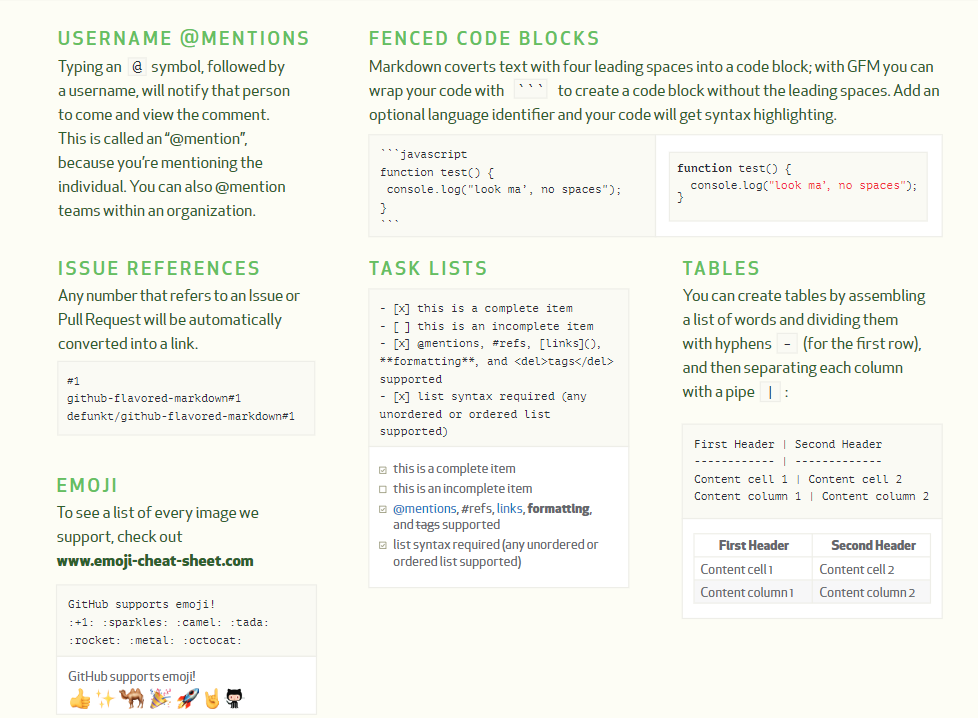 USERNAME @MENTIONS
Typing an @ symbol, followed by
a username, will notify that person
to come and view the comment.
This is called an “@mention”,
because you’re mentioning the
individual. You can also @mention
teams within an organization.
FENCED CODE BLOCKS
Markdown coverts text with four leading spaces into a code block; with GFM you can
wrap your code with ``` to create a code block without the leading spaces. Add an
optional language identifier and your code will get syntax highlighting.
```javascript
function test() {
 console.log("look ma’, no spaces");
}
```
function test() {
  console.log("look ma’, no spaces");
}
ISSUE REFERENCES
Any number that refers to an Issue or
Pull Request will be automatically
converted into a link.
#1
github-flavored-markdown#1
defunkt/github-flavored-markdown#1
EMOJI
To see a list of every image we
support, check out
www.emoji-cheat-sheet.com
GitHub supports emoji!
:+1: :sparkles: :camel: :tada:
:rocket: :metal: :octocat:
GitHub supports emoji!
TASK LISTS
- [x] this is a complete item
- [ ] this is an incomplete item
- [x] @mentions, #refs, [links](),
**formatting**, and <del>tags</del>
supported
- [x] list syntax required (any
unordered or ordered list
supported)
this is a complete item
this is an incomplete item
@mentions, #refs, links, formatting,
and tags supported
list syntax required (any unordered or
ordered list supported)
TABLES
You can create tables by assembling
a list of words and dividing them
with hyphens - (for the first row),
and then separating each column
with a pipe | :
First Header | Second Header
------------ | -------------
Content cell 1 | Content cell 2
Content column 1 | Content column 2
First Header Second Header
Content cell 1 Content cell 2
Content column 1 Content column 2